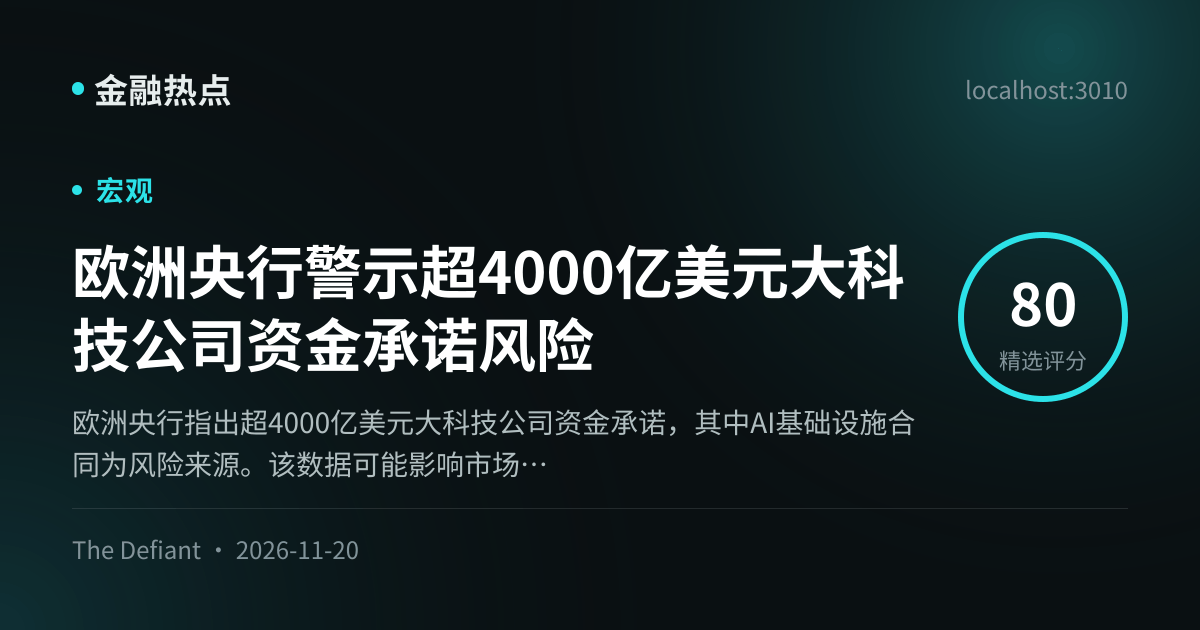 金融热点
localhost:3010
宏观
欧洲央行警示超4000亿美元大科
技公司资金承诺风险
80
精选评分
欧洲央行指出超4000亿美元大科技公司资金承诺，其中AI基础设施合
同为风险来源。该数据可能影响市场…
The Defiant · 2026-11-20